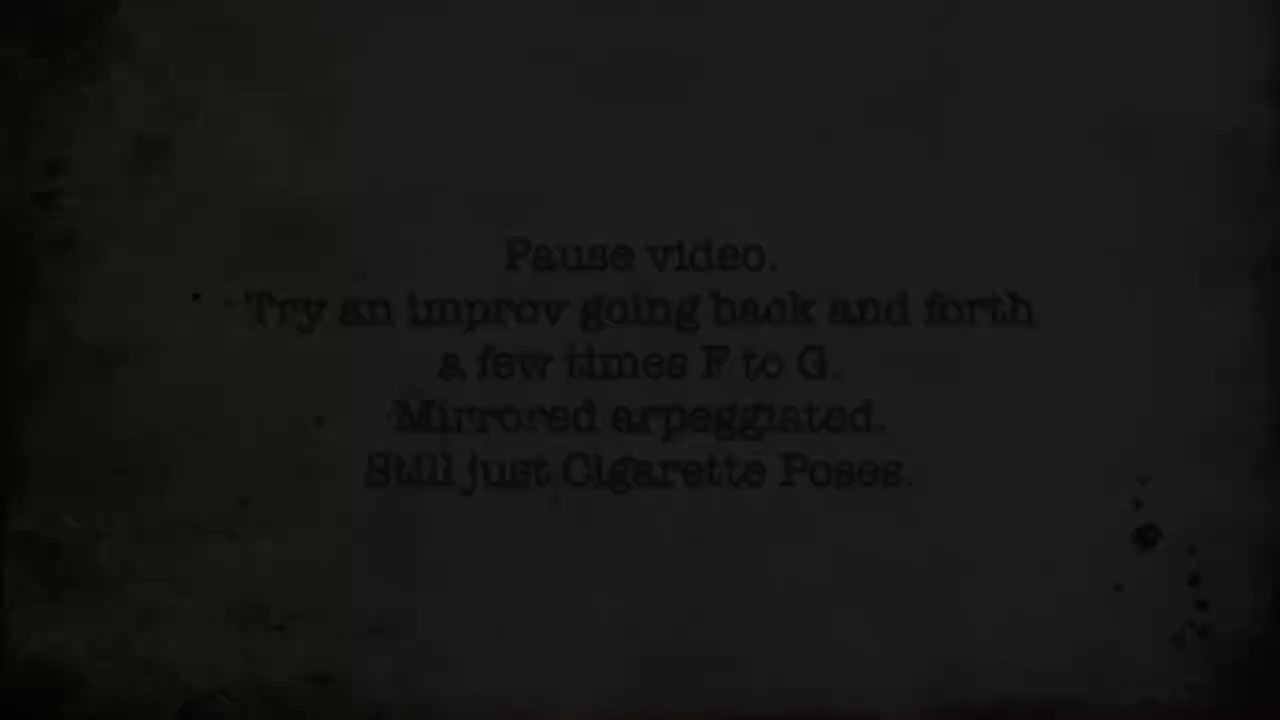 Pause video.
Try an improv going back and forth
a few times F to G.
Mirrored arpeggiated.
Still just Cigarette Poses.